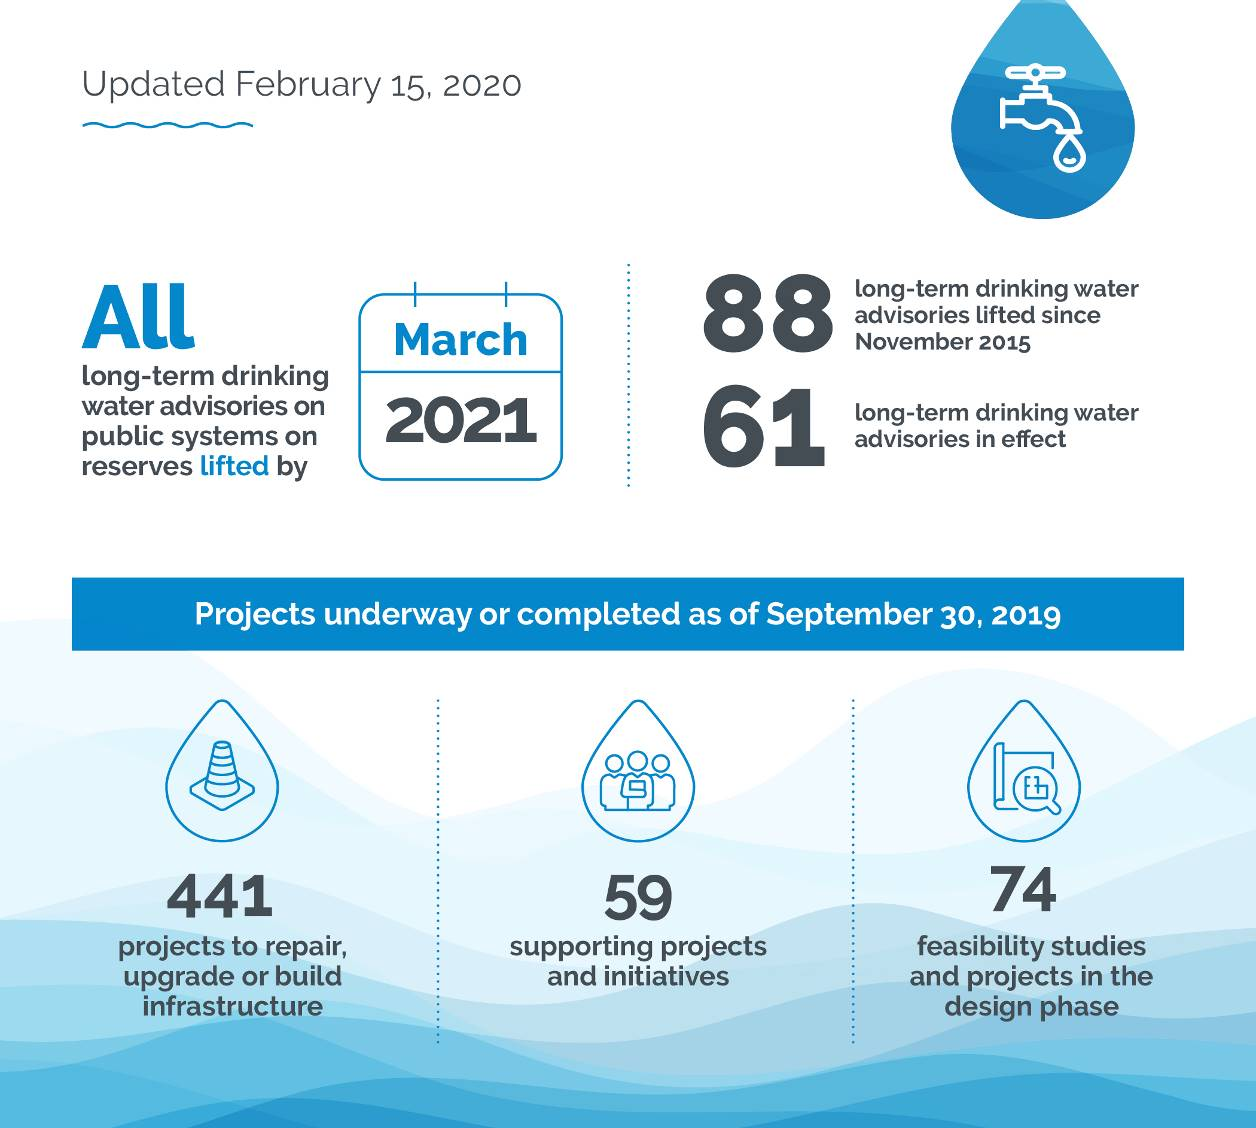 Updated February 15, 2020
All
long-term drinking
water advisories on
public systems on
reserves lifted by
March
2021
88
long-term drinking water
advisories lifted since
November 2015
61
long-term drinking water
advisories in effect
Projects underway or completed as of September 30, 2019
441
projects to repair,
upgrade or build
infrastructure
59
supporting projects
and initiatives
74
feasibility studies
and projects in the
design phase